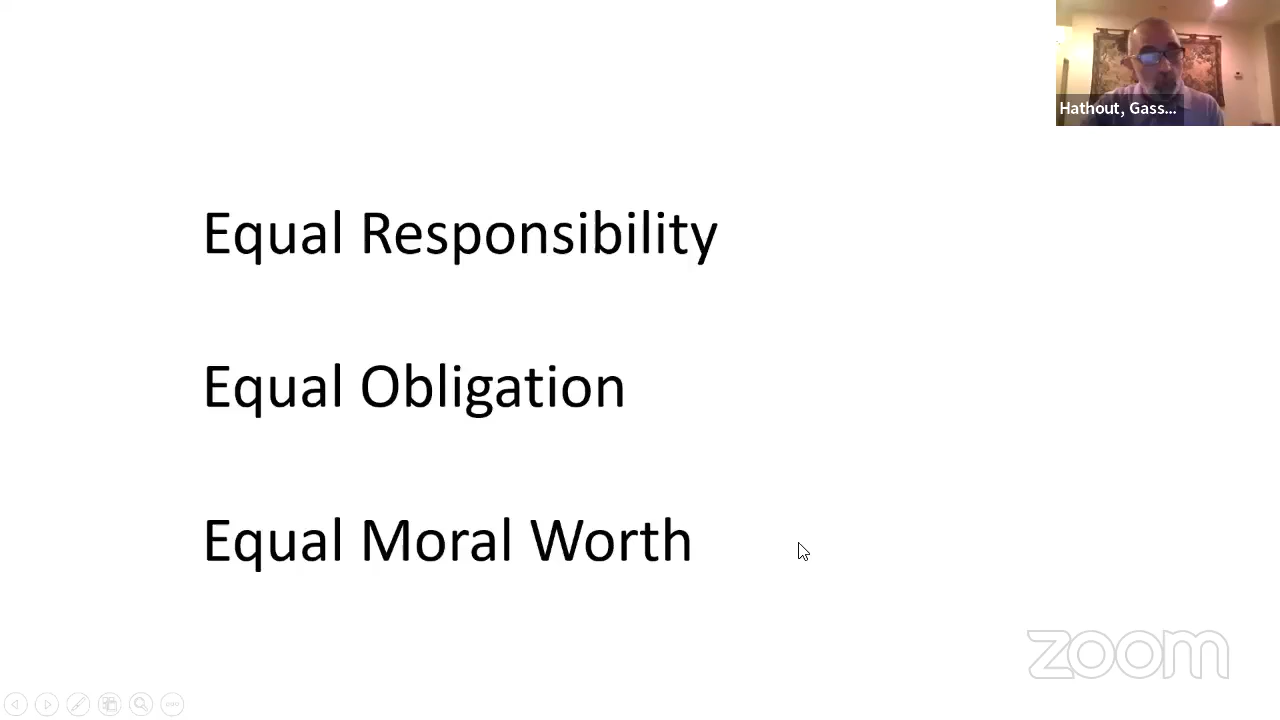 Hathout, Gass...
Equal Responsibility
Equal Obligation
Equal Moral Worth
zoom